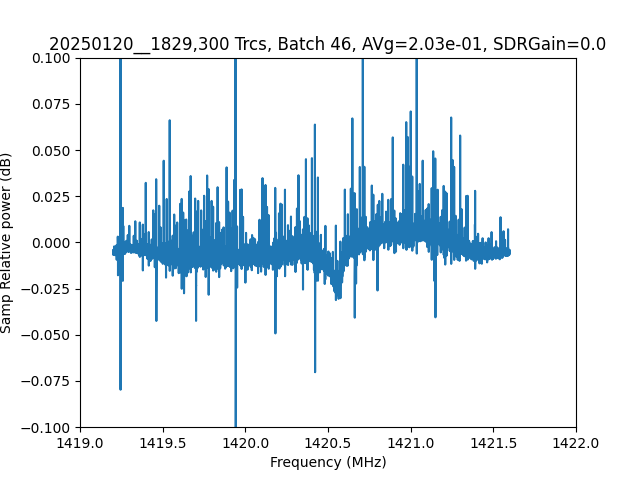 20250120__1829,300 Trcs, Batch 46, AVg=2.03e-01, SDRGain=0.0
0.100
0.075
0.050
0.025
0.000
−0.025
−0.050
−0.075
−0.100
Samp Relative power (dB)
1419.0 1419.5 1420.0 1420.5 1421.0 1421.5 1422.0
Frequency (MHz)